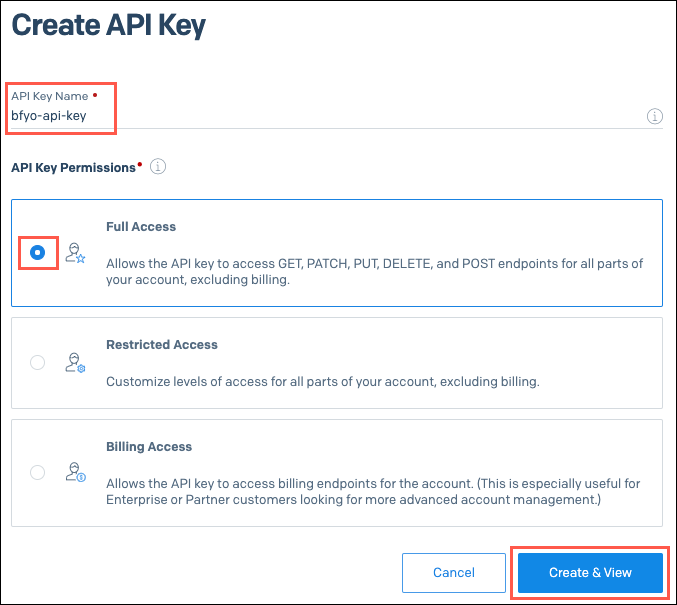 Create API Key
API Key Name •
bfyo-api-key
API Key Permissions•
Full Access
Allows the API key to access GET, PATCH, PUT, DELETE, and POST endpoints for all parts of
your account, excluding billing.
Restricted Access
Customize levels of access for all parts of your account, excluding billing.
Billing Access
Allows the API key to access billing endpoints for the account. (This is especially useful for
Enterprise or Partner customers looking for more advanced account management.)
Cancel
Create & View